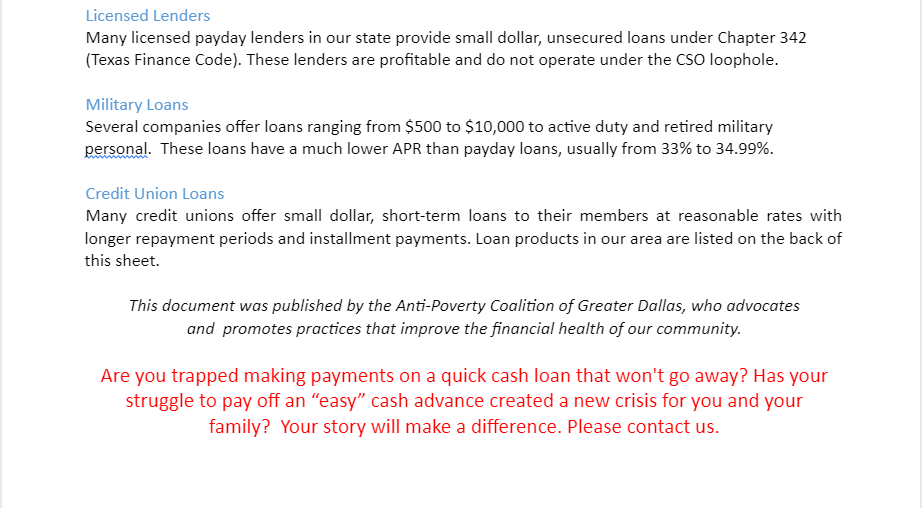 Licensed Lenders
Many licensed payday lenders in our state provide small dollar, unsecured loans under Chapter 342
(Texas Finance Code). These lenders are profitable and do not operate under the CSO loophole.
Military Loans
Several companies offer loans ranging from $500 to $10,000 to active duty and retired military
personal.  These loans have a much lower APR than payday loans, usually from 33% to 34.99%.
Credit Union Loans
Many credit unions offer small dollar, short-term loans to their members at reasonable rates with
longer repayment periods and installment payments. Loan products in our area are listed on the back of
this sheet.
This document was published by the Anti-Poverty Coalition of Greater Dallas, who advocates
and  promotes practices that improve the financial health of our community.
Are you trapped making payments on a quick cash loan that won't go away? Has your
struggle to pay off an “easy” cash advance created a new crisis for you and your
family?  Your story will make a difference. Please contact us.